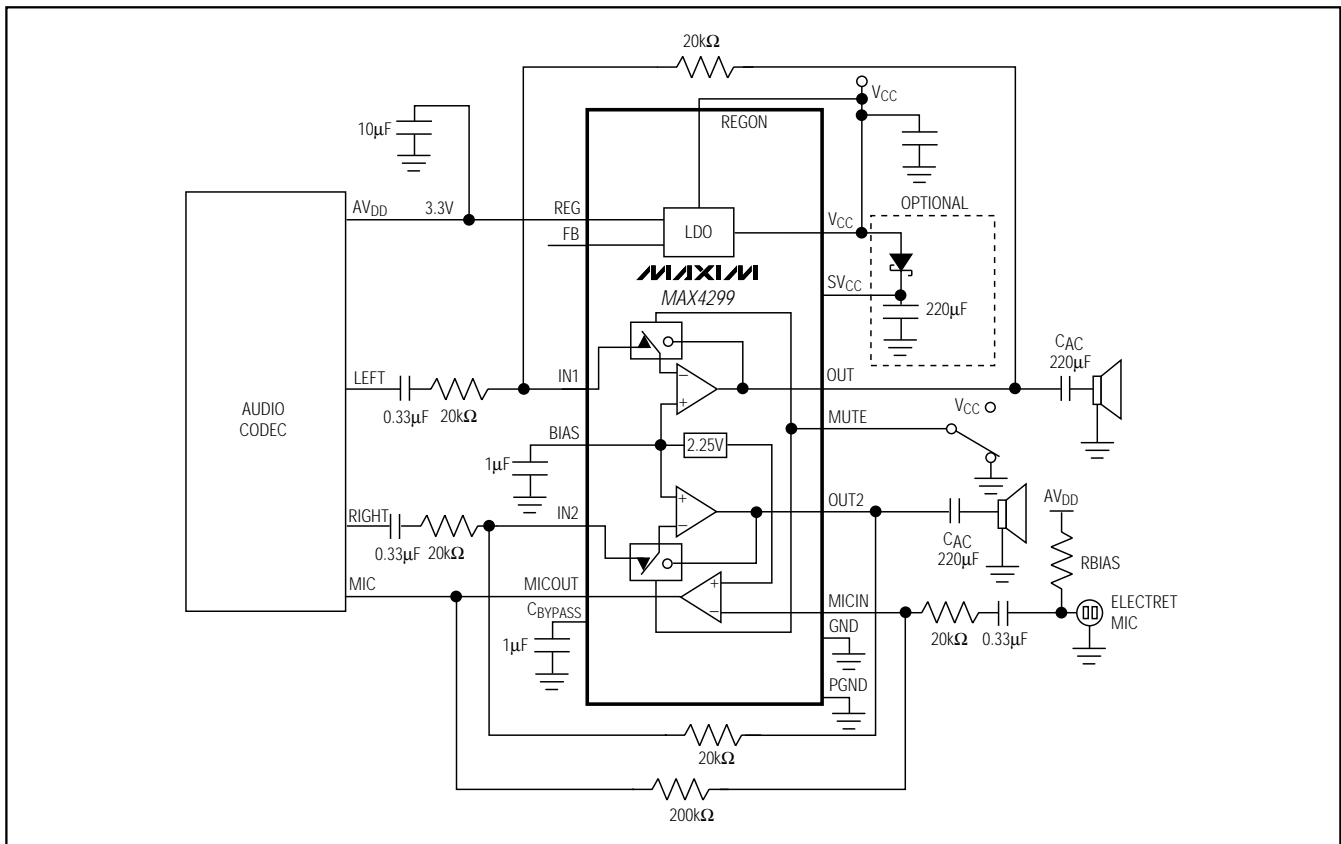 20kΩ
VCC
REGON
10μF
OPTIONAL
AVDD 3.3V
REG
VCC
FB
LDO
MAXIM
MAX4299
SVCC
220μF
CAC
220μF
LEFT
IN1
OUT
0.33μF 20kΩ
VCC
AUDIO
CODEC
MUTE
BIAS
2.25V
1μF
AVDD
RIGHT
IN2
OUT2
0.33μF 20kΩ
CAC
220μF
RBIAS
MIC
MICOUT
MICIN
ELECTRET
MIC
CBYPASS
GND
20kΩ 0.33μF
1μF
PGND
20kΩ
200kΩ
+
−
+
−
+
−